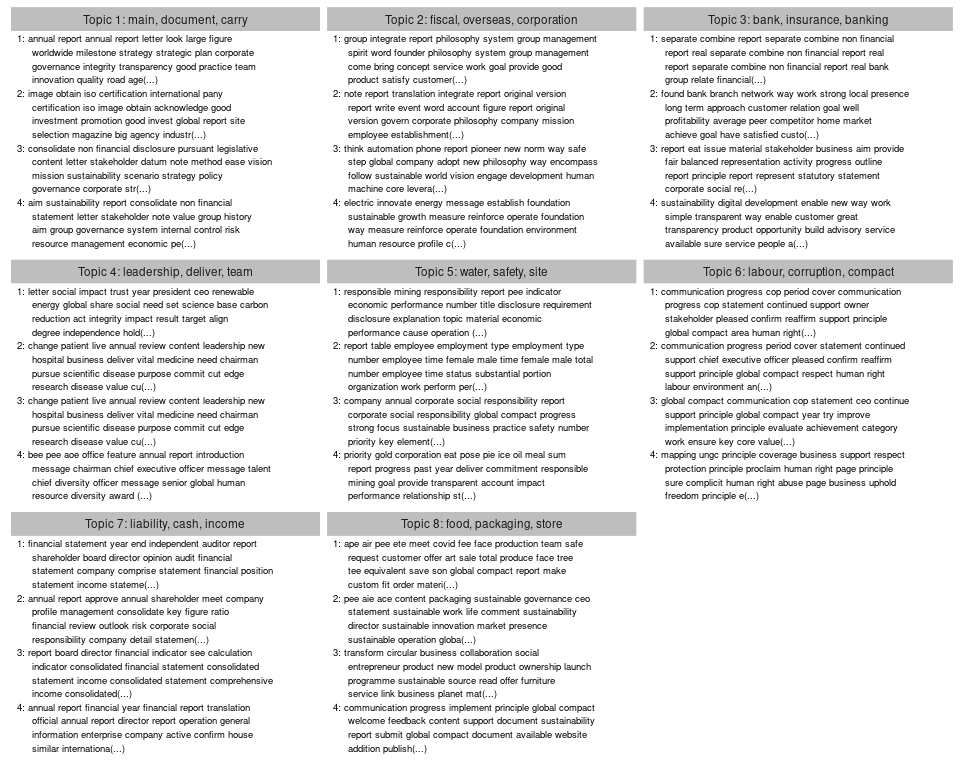 Topic 1: main, document, carry
1: annual report annual report letter look large figure
worldwide milestone strategy strategic plan corporate
governance integrity transparency good practice team
innovation quality road age(...)
2: image obtain iso certification international pany
certification iso image obtain acknowledge good
investment promotion good invest global report site
selection magazine big agency industr(...)
3: consolidate non financial disclosure pursuant legislative
content letter stakeholder datum note method ease vision
mission sustainability scenario strategy policy
governance corporate str(...)
4: aim sustainability report consolidate non financial
statement letter stakeholder note value group history
aim group governance system internal control risk
resource management economic pe(...)
Topic 2: fiscal, overseas, corporation
1: group integrate report philosophy system group management
spirit word founder philosophy system group management
come bring concept service work goal provide good
product satisfy customer(...)
2: note report translation integrate report original version
report write event word account figure report original
version govern corporate philosophy company mission
employee establishment(...)
3: think automation phone report pioneer new norm way safe
step global company adopt new philosophy way encompass
follow sustainable world vision engage development human
machine core levera(...)
4: electric innovate energy message establish foundation
sustainable growth measure reinforce operate foundation
way measure reinforce operate foundation environment
human resource profile c(...)
Topic 3: bank, insurance, banking
1: separate combine report separate combine non financial
report real separate combine non financial report real
report separate combine non financial report real bank
group relate financial(...)
2: found bank branch network way work strong local presence
long term approach customer relation goal well
profitability average peer competitor home market
achieve goal have satisfied custo(...)
3: report eat issue material stakeholder business aim provide
fair balanced representation activity progress outline
report principle report represent statutory statement
corporate social re(...)
4: sustainability digital development enable new way work
simple transparent way enable customer great
transparency product opportunity build advisory service
available sure service people a(...)
Topic 4: leadership, deliver, team
1: letter social impact trust year president ceo renewable
energy global share social need set science base carbon
reduction act integrity impact result target align
degree independence hold(...)
2: change patient live annual review content leadership new
hospital business deliver vital medicine need chairman
pursue scientific disease purpose commit cut edge
research disease value cu(...)
3: change patient live annual review content leadership new
hospital business deliver vital medicine need chairman
pursue scientific disease purpose commit cut edge
research disease value cu(...)
4: bee pee aoe office feature annual report introduction
message chairman chief executive officer message talent
chief diversity officer message senior global human
resource diversity award (...)
Topic 5: water, safety, site
1: responsible mining responsibility report pee indicator
economic performance number title disclosure requirement
disclosure explanation topic material economic
performance cause operation (...)
2: report table employee employment type employment type
number employee time female male time female male total
number employee time status substantial portion
organization work perform per(...)
3: company annual corporate social responsibility report
corporate social responsibility global compact progress
strong focus sustainable business practice safety number
priority key element(...)
4: priority gold corporation eat pose pie ice oil meal sum
report progress past year deliver commitment responsible
mining goal provide transparent account impact
performance relationship st(...)
Topic 6: labour, corruption, compact
1: communication progress cop period cover communication
progress cop statement continued support owner
stakeholder pleased confirm reaffirm support principle
global compact area human right(...)
2: communication progress period cover statement continued
support chief executive officer pleased confirm reaffirm
support principle global compact respect human right
labour environment an(...)
3: global compact communication cop statement ceo continue
support principle global compact year try improve
implementation principle evaluate achievement category
work ensure key core value(...)
4: mapping ungc principle coverage business support respect
protection principle proclaim human right page principle
sure complicit human right abuse page business uphold
freedom principle e(...)
Topic 7: liability, cash, income
1: financial statement year end independent auditor report
shareholder board director opinion audit financial
statement company comprise statement financial position
statement income stateme(...)
2: annual report approve annual shareholder meet company
profile management consolidate key figure ratio
financial review outlook risk corporate social
responsibility company detail statemen(...)
3: report board director financial indicator see calculation
indicator consolidated financial statement consolidated
statement income consolidated statement comprehensive
income consolidated(...)
4: annual report financial year financial report translation
official annual report director report operation general
information enterprise company active confirm house
similar internationa(...)
Topic 8: food, packaging, store
1: ape air pee ete meet covid fee face production team safe
request customer offer art sale total produce face tree
tee equivalent save son global compact report make
custom fit order materi(...)
2: pee aie ace content packaging sustainable governance ceo
statement sustainable work life comment sustainability
director sustainable innovation market presence
sustainable operation globa(...)
3: transform circular business collaboration social
entrepreneur product new model product ownership launch
programme sustainable source read offer furniture
service link business planet mat(...)
4: communication progress implement principle global compact
welcome feedback content support document sustainability
report submit global compact document available website
addition publish(...)